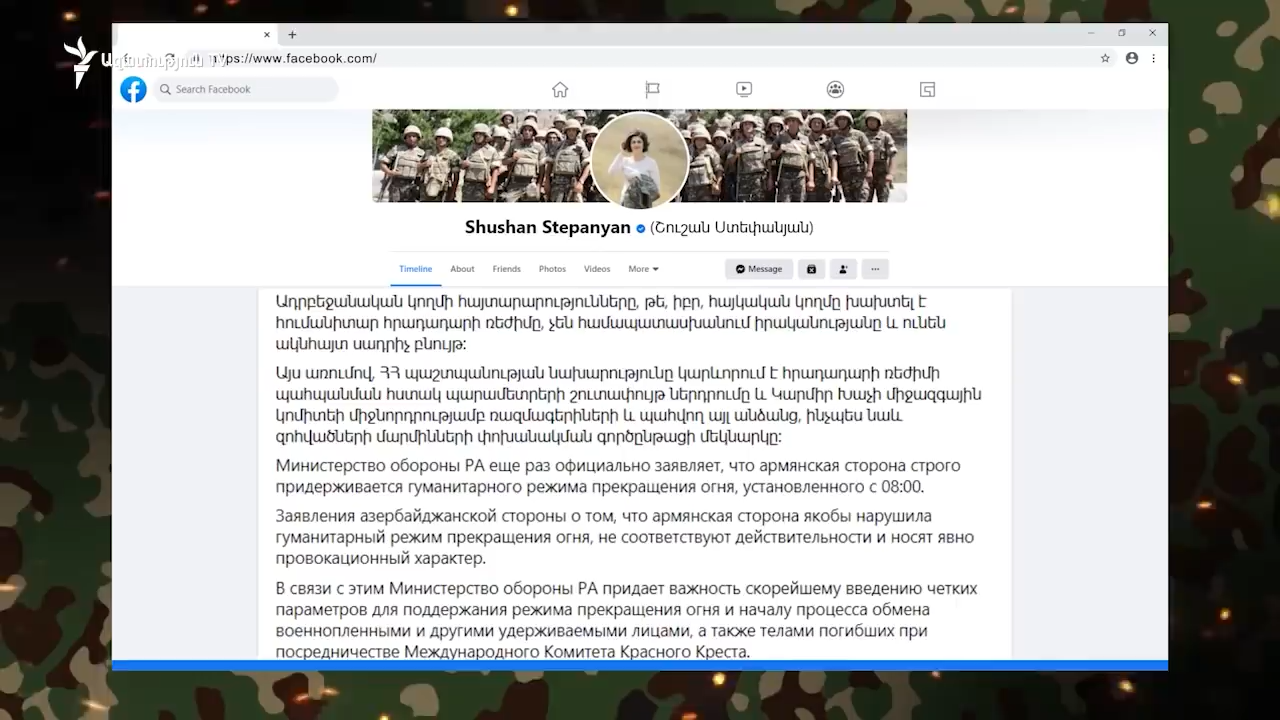 Ազատություն TV
https://www.facebook.com/
Search Facebook
Shushan Stepanyan (Շուշան Ստեփանյան)
Timeline About Friends Photos Videos More Message
Ադրբեջանական կողմի հայտարարությունները, թե, իբր, հայկական կողմը խախտել է
հումանիտար հրադադարի ռեժիմը, չեն համապատասխանում իրականությանը և ունեն
ակնհայտ սադրիչ բնույթ:
Այս առումով, ՀՀ պաշտպանության նախարարությունը կարևորում է հրադադարի ռեժիմի
պահպանման հստակ պարամետրերի շուտափույթ ներդրումը և Կարմիր Խաչի միջազգային
կոմիտեի միջնորդությամբ ռազմագերիների և պահվող այլ անձանց, ինչպես նաև
զոհվածների մարմինների փոխանակման գործընթացի մեկնարկը:
Министерство обороны РА еще раз официально заявляет, что армянская сторона строго
придерживается гуманитарного режима прекращения огня, установленного с 08:00.
Заявления азербайджанской стороны о том, что армянская сторона якобы нарушила
гуманитарный режим прекращения огня, не соответствуют действительности и носят явно
провокационный характер.
В связи с этим Министерство обороны РА придает важность скорейшему введению четких
параметров для поддержания режима прекращения огня и началу процесса обмена
военнопленными и другими удерживаемыми лицами, а также телами погибших при
посредничестве Международного Комитета Красного Креста.